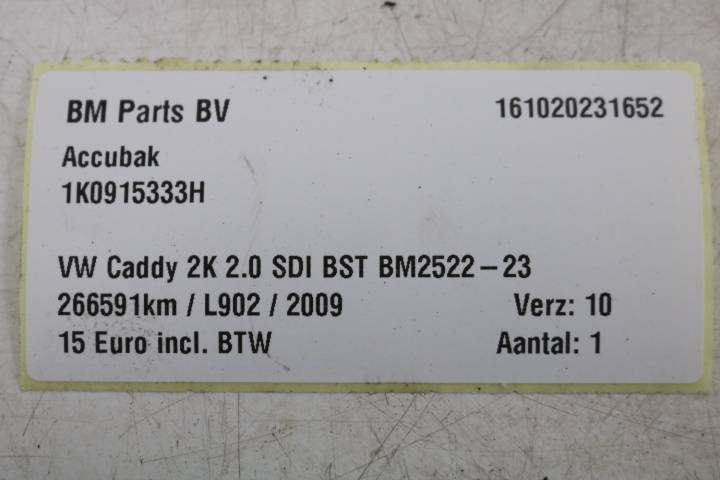 BM Parts BV 161020231652
Accubak
1K0915333H
VW Caddy 2K 2.0 SDI BST BM2522-23
266591km / L902 / 2009 Verz: 10
15 Euro incl. BTW Aantal: 1